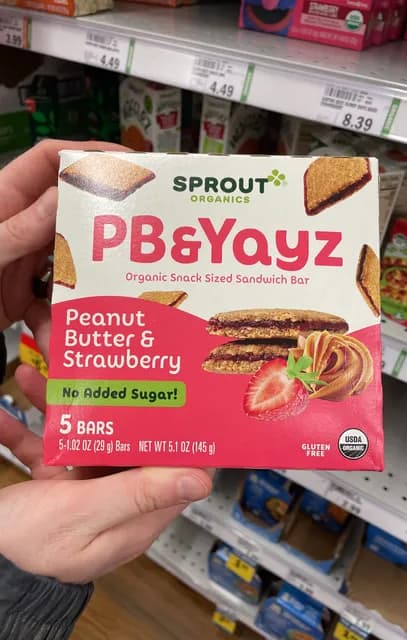 3.99
4.49
4.49
STRAWBERRY
8.39
SPROUT
ORGANICS
PB&Yayz
Organic Snack Sized Sandwich Bar
Peanut
Butter &
Strawberry
No Added Sugar!
5 BARS
5-1.02 OZ (29 g) Bars NET WT 5.1 OZ (145 g)
GLUTEN
FREE
USDA
ORGANIC